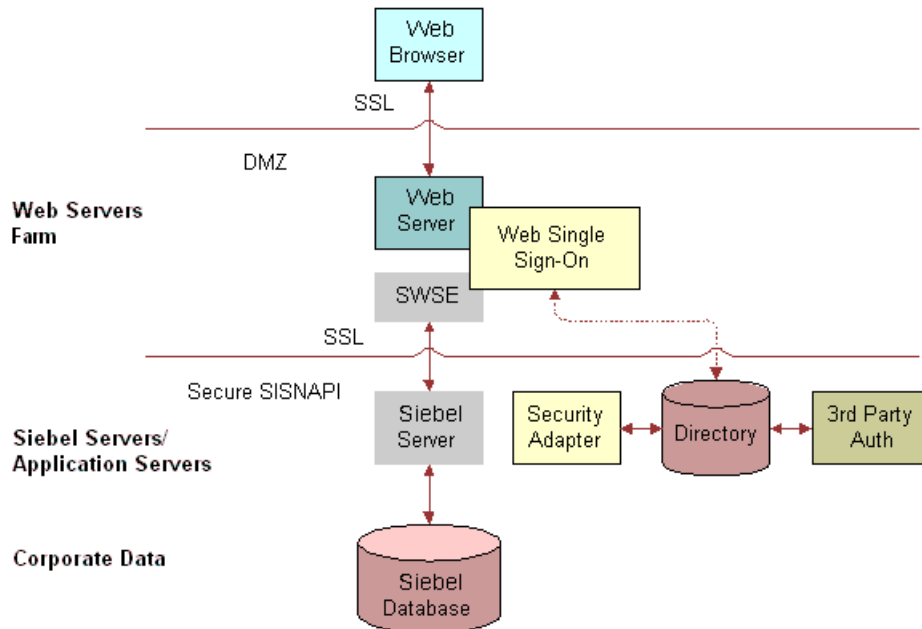 Web
Browser
SSL
DMZ
Web Servers
Farm
Web
Server
Web Single
Sign-On
SWSE
SSL
Secure SISNAPI
Siebel Servers/
Application Servers
Siebel
Server
Security
Adapter
Directory
3rd Party
Auth
Corporate Data
Siebel
Database